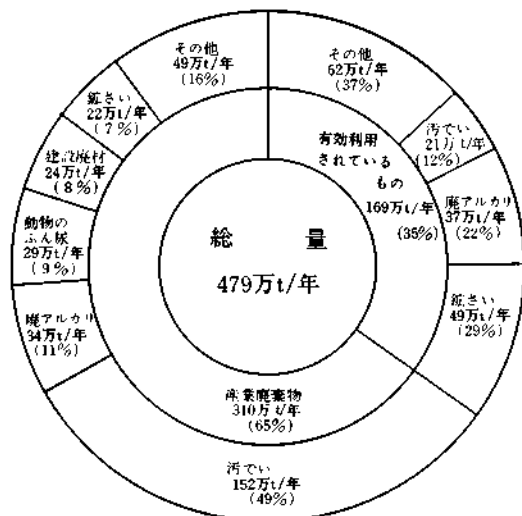 その他
49万t/年
(16%)
その他
62万t/年
(37%)
鉱さい
22万t/年
(7%)
汚でい
21万t/年
(12%)
有効利用
されている
もの
169万t/年
(35%)
建設廃材
24万t/年
(8%)
廃アルカリ
37万t/年
(22%)
動物の
ふん尿
29万t/年
(9%)
総量
479万t/年
鉱さい
49万t/年
(29%)
廃アルカリ
34万t/年
(11%)
産業廃棄物
310万t/年
(65%)
汚でい
152万t/年
(49%)